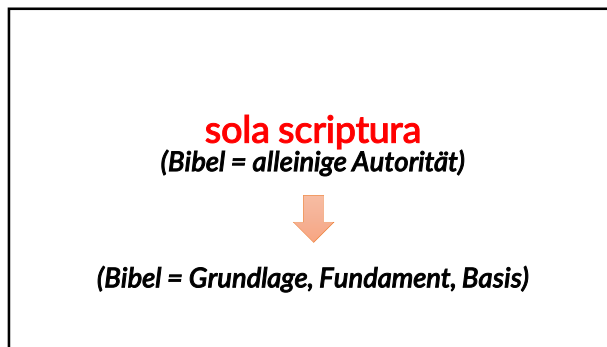 sola scriptura
(Bibel = alleinige Autorität)
(Bibel = Grundlage, Fundament, Basis)